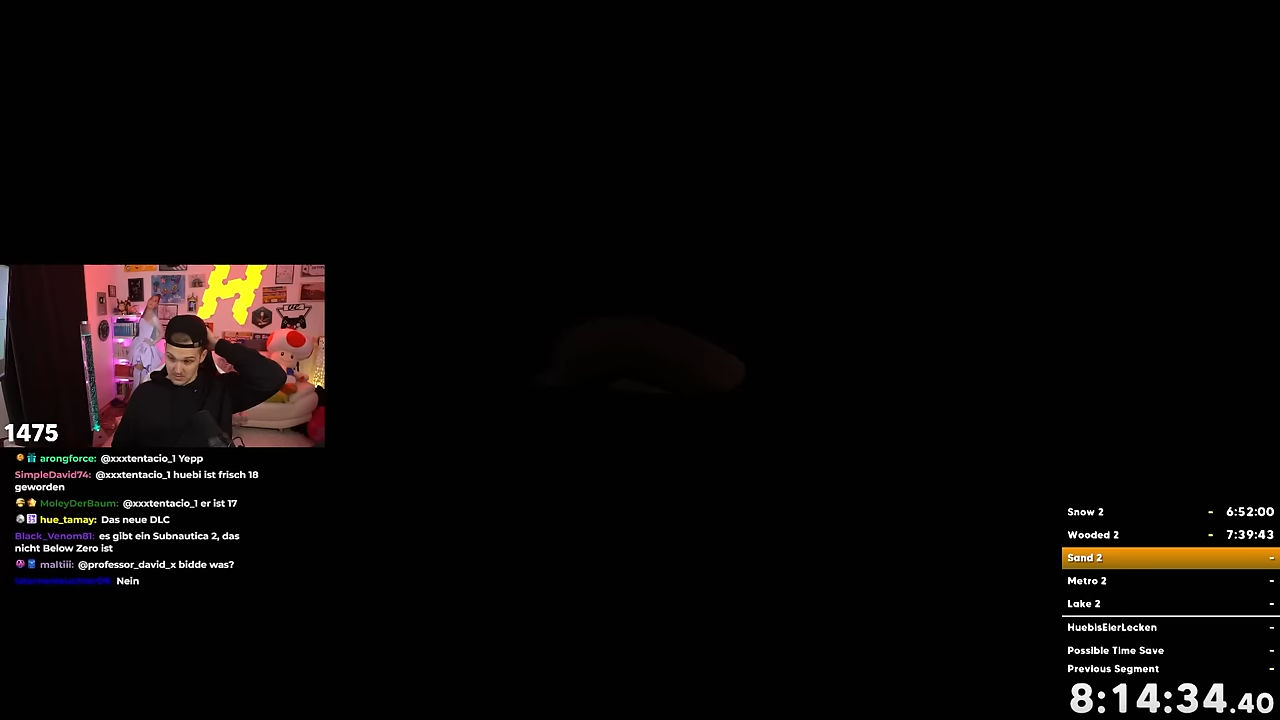 1475
arongforce: @xxxtentacio_1 Yepp
SimpleDavid74: @xxxtentacio_1 huebi ist frisch 18
geworden
MoleyDerBaum: @xxxtentacio_1 er ist 17
hue_tamay: Das neue DLC
Black_Venom81: es gibt ein Subnautica 2, das
nicht Below Zero ist
maltiii: @professor_david_x bidde was?
Nein
Snow 2 - 6:52:00
Wooded 2 - 7:39:43
Sand 2 -
Metro 2 -
Lake 2 -
HuebisEierLecken -
Possible Time Save -
Previous Segment -
8:14:34.40